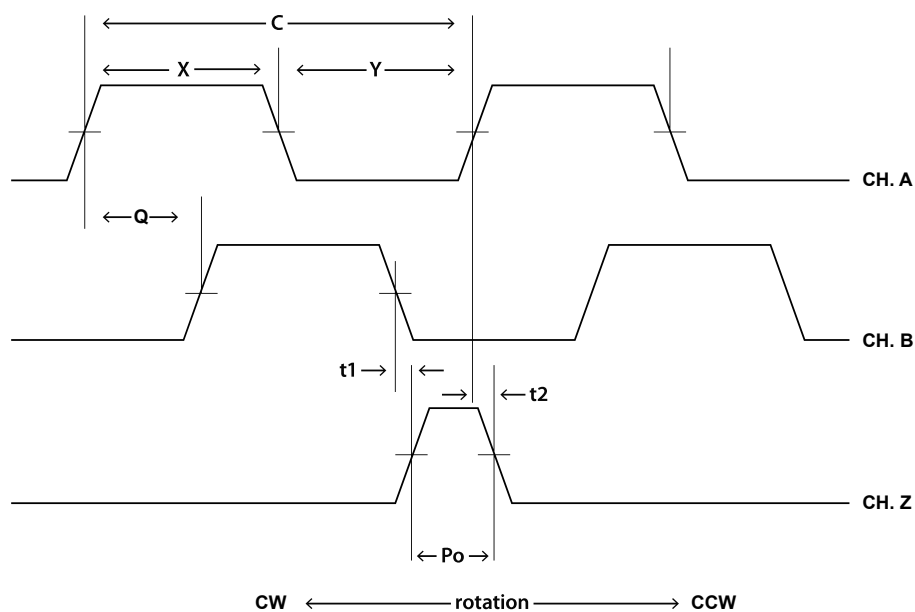 C
X
Y
CH. A
Q
CH. B
t1
t2
CH. Z
Po
CW rotation CCW